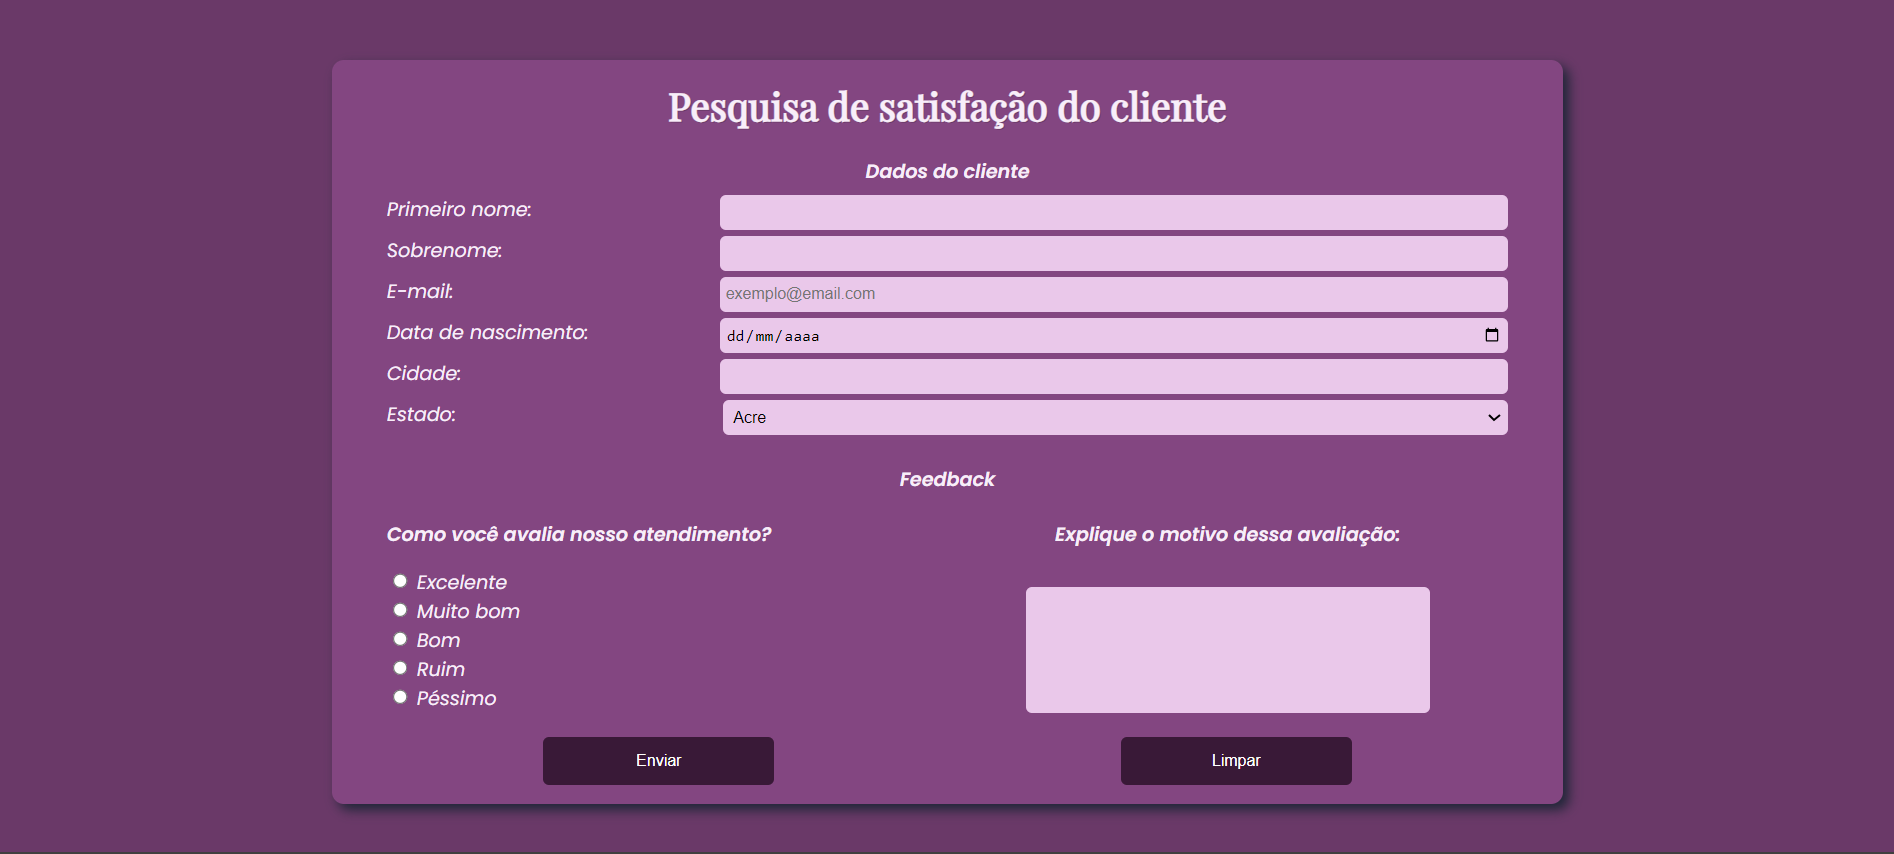 Pesquisa de satisfação do cliente
Dados do cliente
Primeiro nome:
Sobrenome:
E-mail: exemplo@email.com
Data de nascimento: dd/mm/aaaa
Cidade:
Estado: Acre
Feedback
Como você avalia nosso atendimento?
Excelente
Muito bom
Bom
Ruim
Péssimo
Explique o motivo dessa avaliação:
Enviar
Limpar